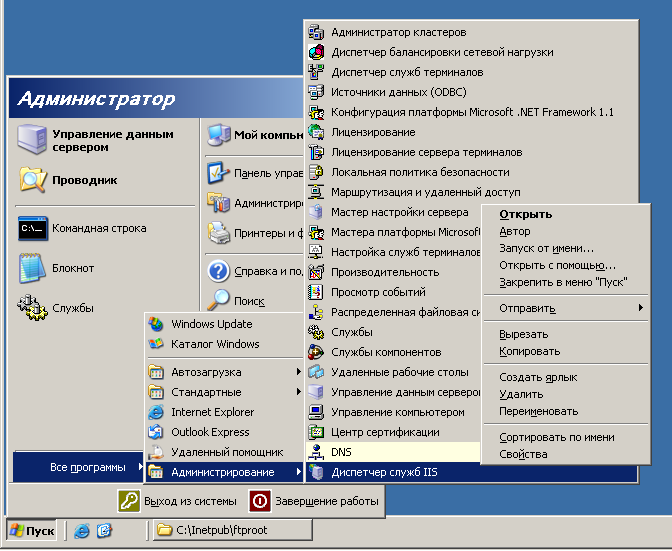 Администратор
Управление данным
сервером
Проводник
Командная строка
Блокнот
Службы
Все программы
Мой компь
Панель упра
Администрир
Принтеры и ф
Справка и по
Поиск
Windows Update
Каталог Windows
Автозагрузка
Стандартные
Internet Explorer
Outlook Express
Удаленный помощник
Администрирование
Администратор кластеров
Диспетчер балансировки сетевой нагрузки
Диспетчер служб терминалов
Источники данных (ODBC)
Конфигурация платформы Microsoft .NET Framework 1.1
Лицензирование
Лицензирование сервера терминалов
Локальная политика безопасности
Маршрутизация и удаленный доступ
Мастер настройки сервера
Мастера платформы Microsoft
Настройка служб терминалов
Производительность
Просмотр событий
Распределенная файловая си
Службы
Службы компонентов
Удаленные рабочие столы
Управление данным сервером
Управление компьютером
Центр сертификации
DNS
Диспетчер служб IIS
Открыть
Автор
Запуск от имени...
Открыть с помощью...
Закрепить в меню "Пуск"
Отправить
Вырезать
Копировать
Создать ярлык
Удалить
Переименовать
Сортировать по имени
Свойства
Выход из системы
Завершение работы
Пуск
C:\Inetpub\ftproot